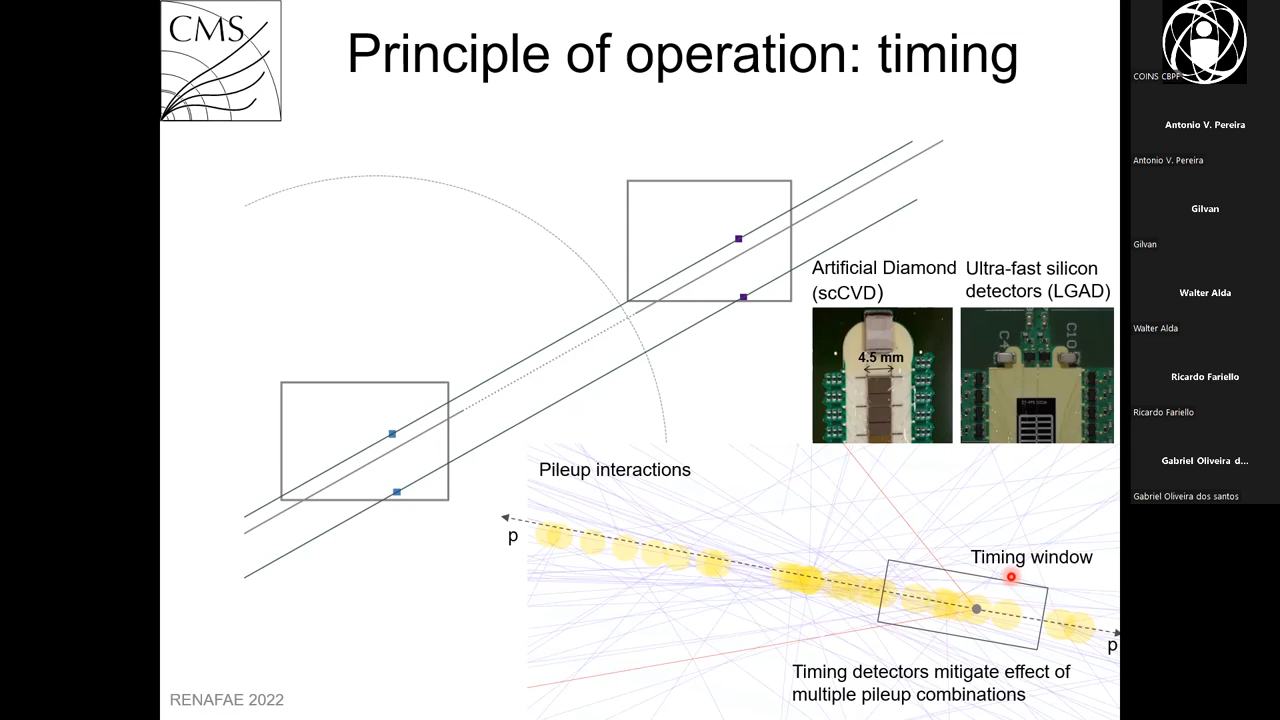 CMS
Principle of operation: timing
Artificial Diamond
(scCVD)
Ultra-fast silicon
detectors (LGAD)
4.5 mm
C4
C10
Pileup interactions
p
Timing window
p
Timing detectors mitigate effect of
multiple pileup combinations
RENAFAE 2022
COINS CBPF
Antonio V. Pereira
Antonio V. Pereira
Gilvan
Gilvan
Walter Alda
Walter Alda
Ricardo Fariello
Ricardo Fariello
Gabriel Oliveira d...
Gabriel Oliveira dos santos